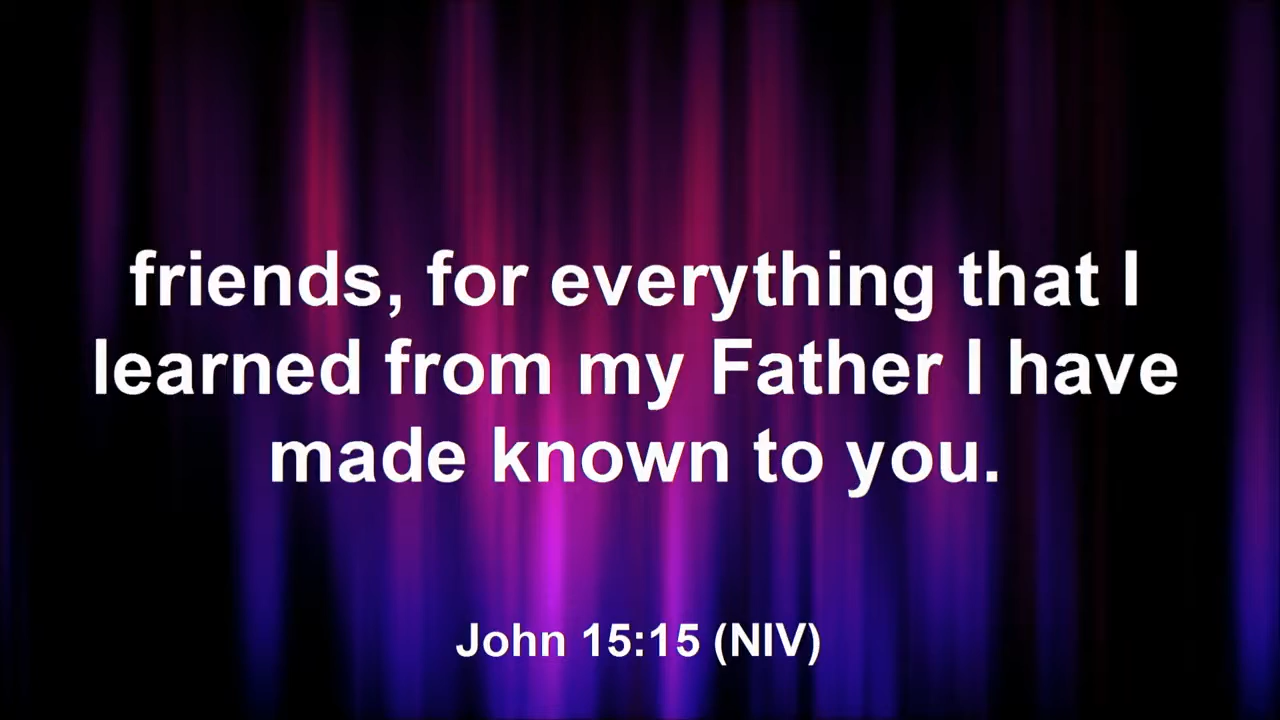 friends, for everything that I
learned from my Father I have
made known to you.
John 15:15 (NIV)